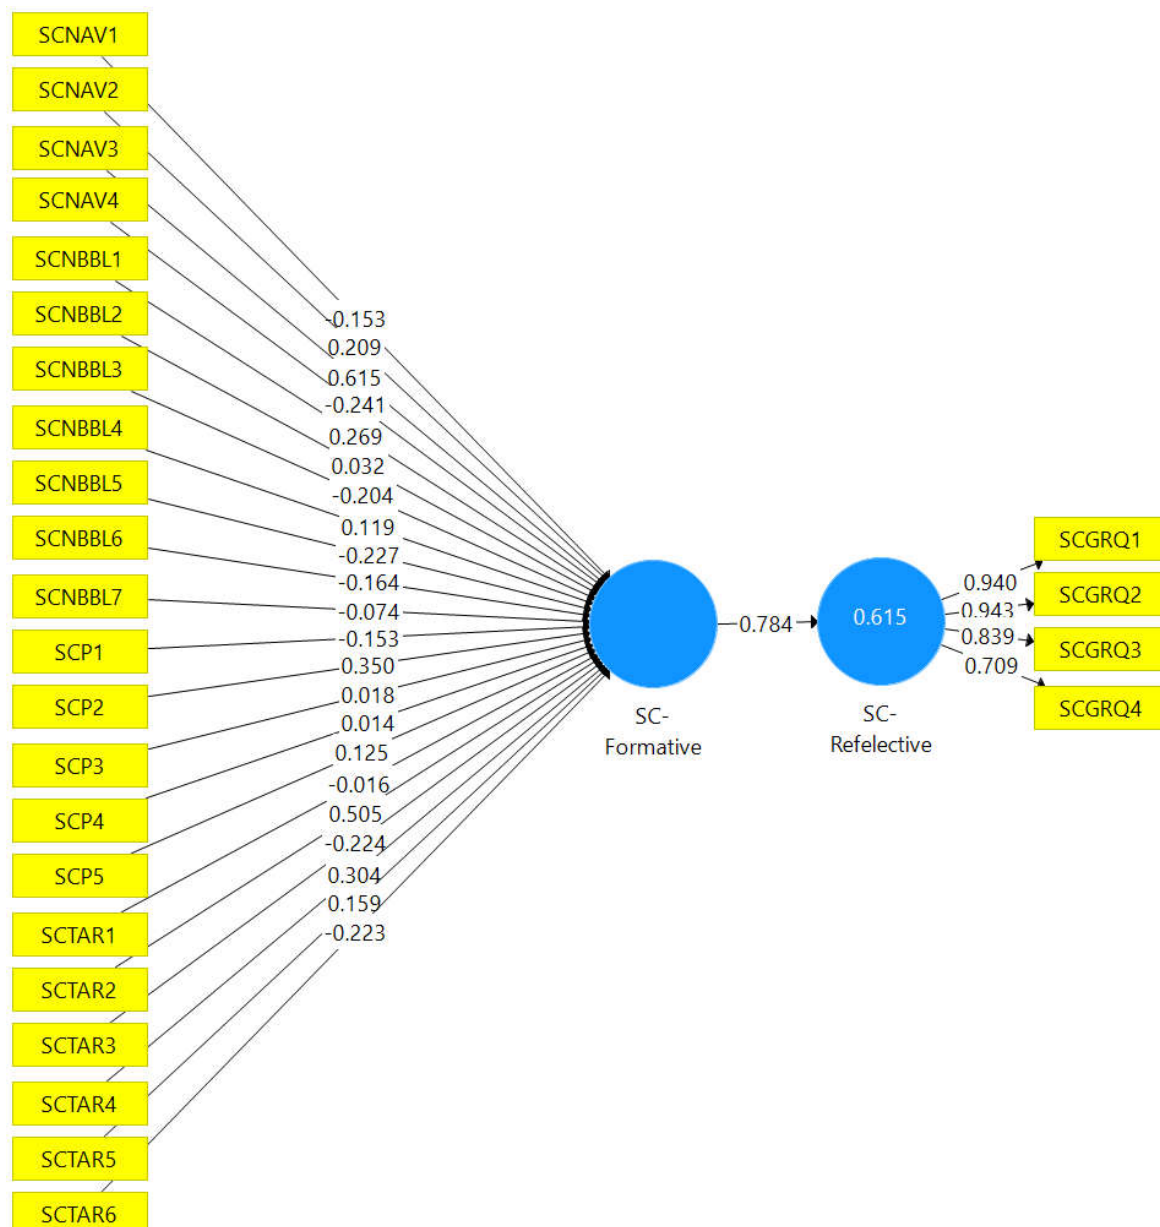 SCNAV1
SCNAV2
SCNAV3
SCNAV4
SCNBBL1
SCNBBL2
SCNBBL3
SCNBBL4
SCNBBL5
SCNBBL6
SCNBBL7
SCP1
SCP2
SCP3
SCP4
SCP5
SCTAR1
SCTAR2
SCTAR3
SCTAR4
SCTAR5
SCTAR6
-0.153
0.209
0.615
-0.241
0.269
0.032
-0.204
0.119
-0.227
-0.164
-0.074
-0.153
0.350
0.018
0.014
0.125
-0.016
0.505
-0.224
0.304
0.159
-0.223
SC-
Formative
0.784
0.615
SC-
Refelective
0.940
0.943
0.839
0.709
SCGRQ1
SCGRQ2
SCGRQ3
SCGRQ4